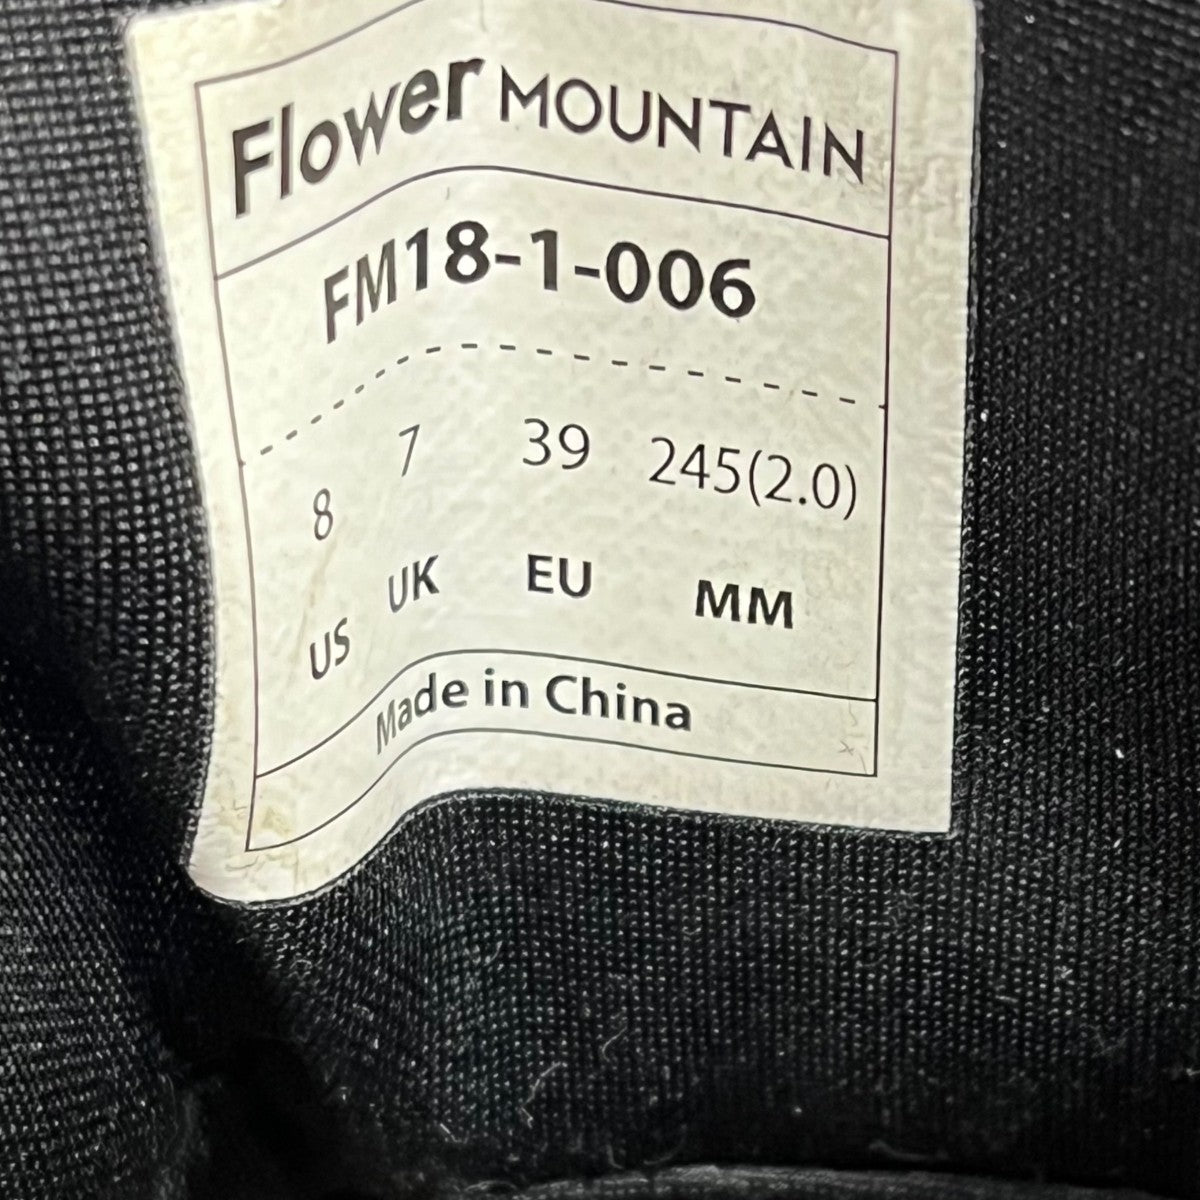 Flower MOUNTAIN
FM18-1-006
8 7 39 245(2.0)
US UK EU MM
Made in China